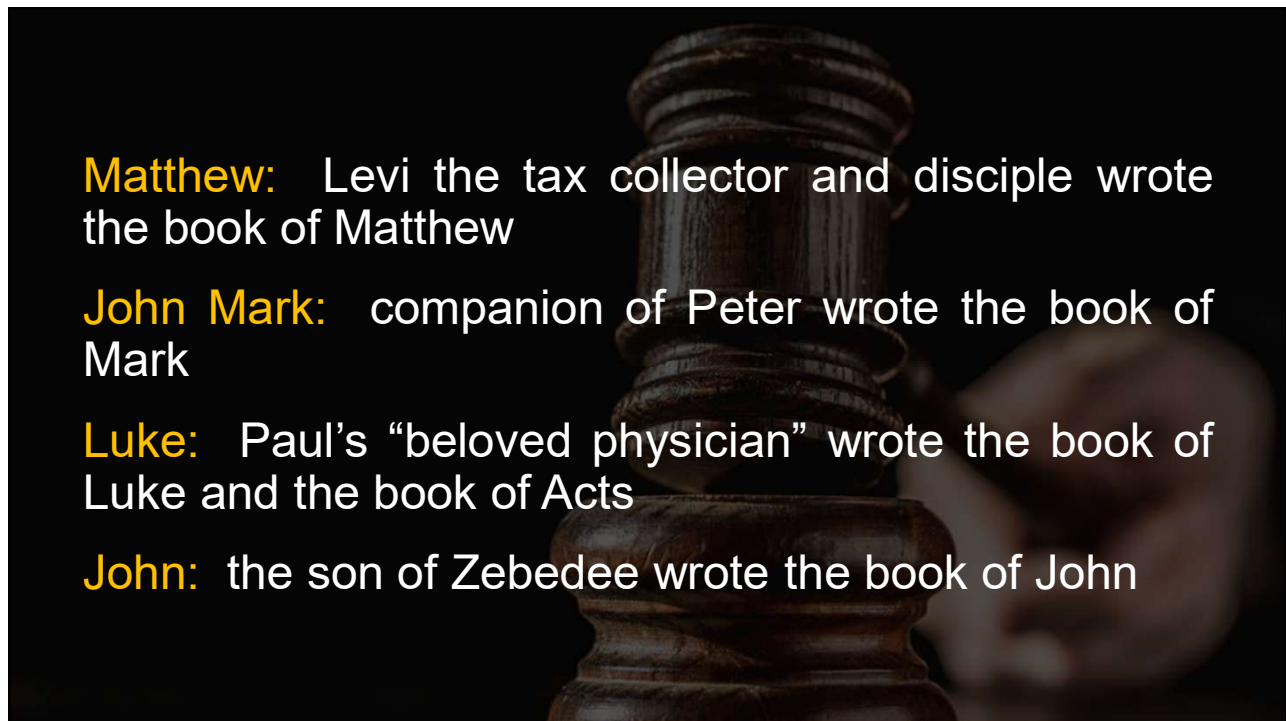 Matthew: Levi the tax collector and disciple wrote
the book of Matthew
John Mark: companion of Peter wrote the book of
Mark
Luke: Paul’s “beloved physician” wrote the book of
Luke and the book of Acts
John: the son of Zebedee wrote the book of John